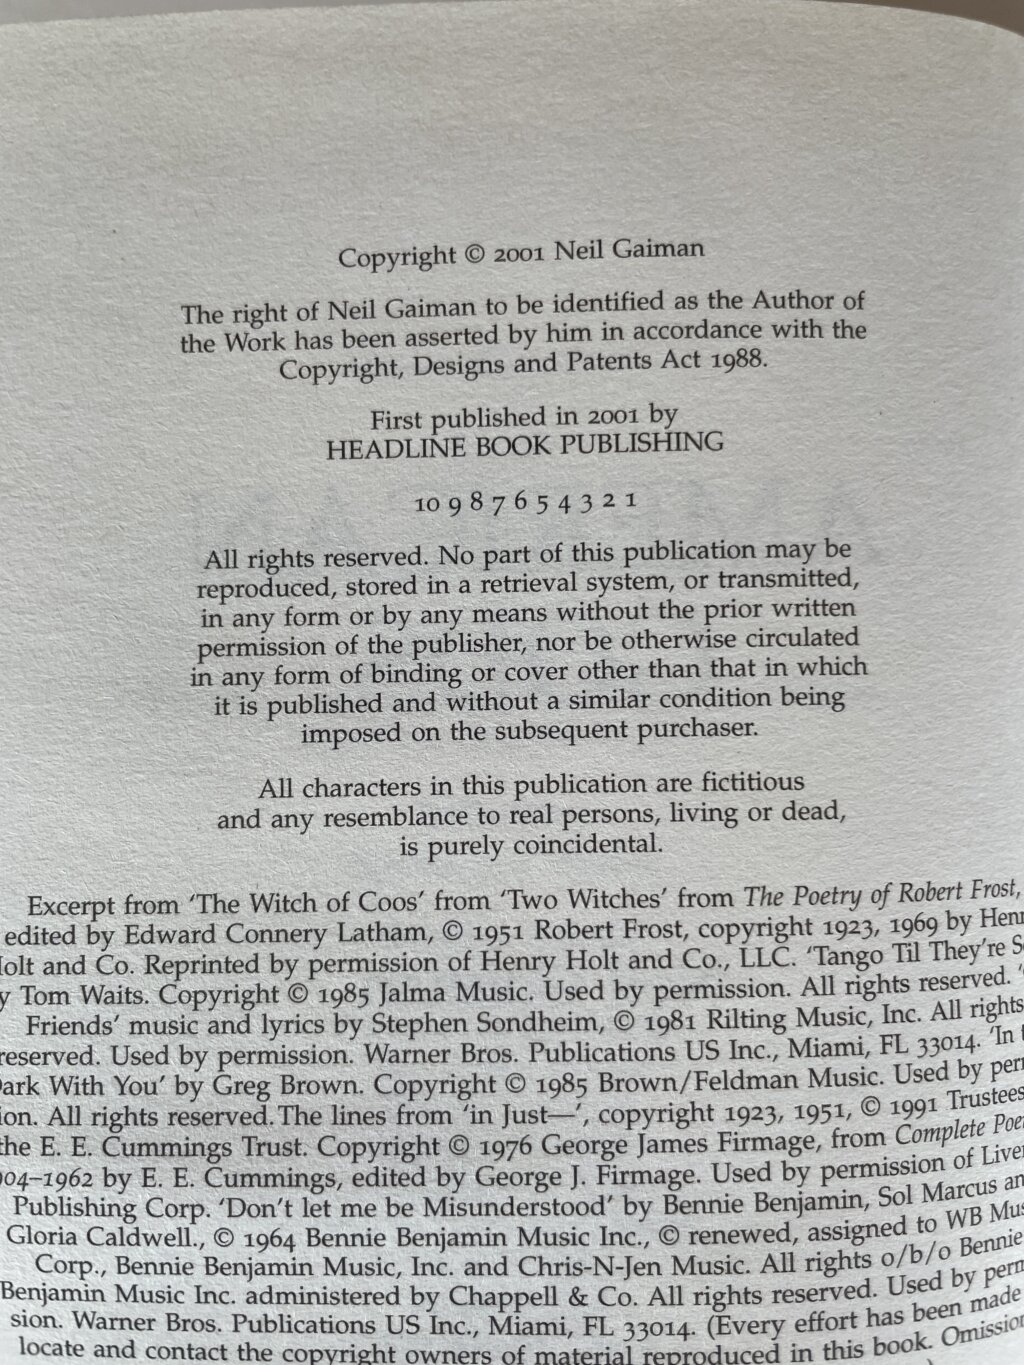 Copyright © 2001 Neil Gaiman
The right of Neil Gaiman to be identified as the Author of
the Work has been asserted by him in accordance with the
Copyright, Designs and Patents Act 1988.
First published in 2001 by
HEADLINE BOOK PUBLISHING
10 9 8 7 6 5 4 3 2 1
All rights reserved. No part of this publication may be
reproduced, stored in a retrieval system, or transmitted,
in any form or by any means without the prior written
permission of the publisher, nor be otherwise circulated
in any form of binding or cover other than that in which
it is published and without a similar condition being
imposed on the subsequent purchaser.
All characters in this publication are fictitious
and any resemblance to real persons, living or dead,
is purely coincidental.
Excerpt from ‘The Witch of Coos’ from ‘Two Witches’ from The Poetry of Robert Frost,
edited by Edward Connery Latham, © 1951 Robert Frost, copyright 1923, 1969 by
and Co. Reprinted by permission of Henry Holt and Co., LLC. ‘Tango Til They’re
Tom Waits. Copyright © 1985 Jalma Music. Used by permission. All rights reserved.
Friends’ music and lyrics by Stephen Sondheim, © 1981 Rilting Music, Inc. All rights
reserved. Used by permission. Warner Bros. Publications US Inc., Miami, FL 33014. ‘In
With You’ by Greg Brown. Copyright © 1985 Brown/Feldman Music. Used by
All rights reserved. The lines from ‘in Just—’, copyright 1923, 1951, © 1991 Trustees
the E. E. Cummings Trust. Copyright © 1976 George James Firmage, from Complete
by E. E. Cummings, edited by George J. Firmage. Used by permission of
Publishing Corp. ‘Don’t let me be Misunderstood’ by Bennie Benjamin, Sol Marcus
Gloria Caldwell., © 1964 Bennie Benjamin Music Inc., © renewed, assigned to WB
Corp., Bennie Benjamin Music, Inc. and Chris-N-Jen Music. All rights o/b/o Bennie
Benjamin Music Inc. administered by Chappell & Co. All rights reserved. Used by
sion. Warner Bros. Publications US Inc., Miami, FL 33014. (Every effort has been made
locate and contact the copyright owners of material reproduced in this book.